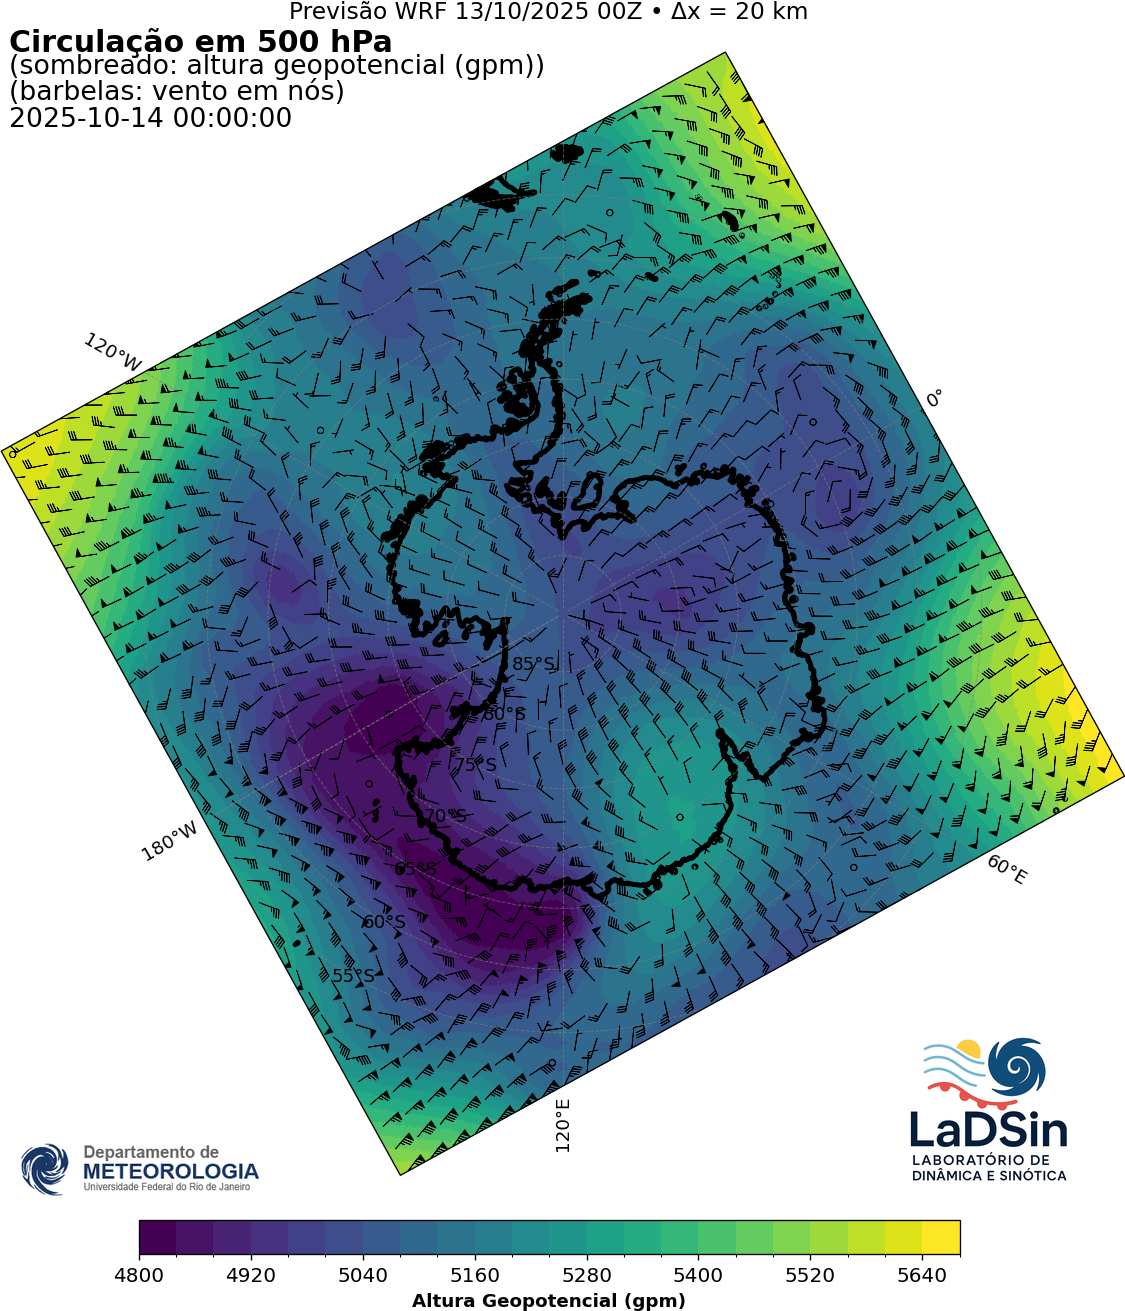 Previsão WRF 13/10/2025 00Z • Δx = 20 km
Circulação em 500 hPa
(sombreado: altura geopotencial (gpm))
(barbelas: vento em nós)
2025-10-14 00:00:00
120°W
0°
85°S
80°S
75°S
70°S
65°S
60°S
55°S
180°W
60°E
120°E
LaDSin
LABORATÓRIO DE
DINÂMICA E SINÓTICA
Departamento de
METEOROLOGIA
Universidade Federal do Rio de Janeiro
4800 4920 5040 5160 5280 5400 5520 5640
Altura Geopotencial (gpm)